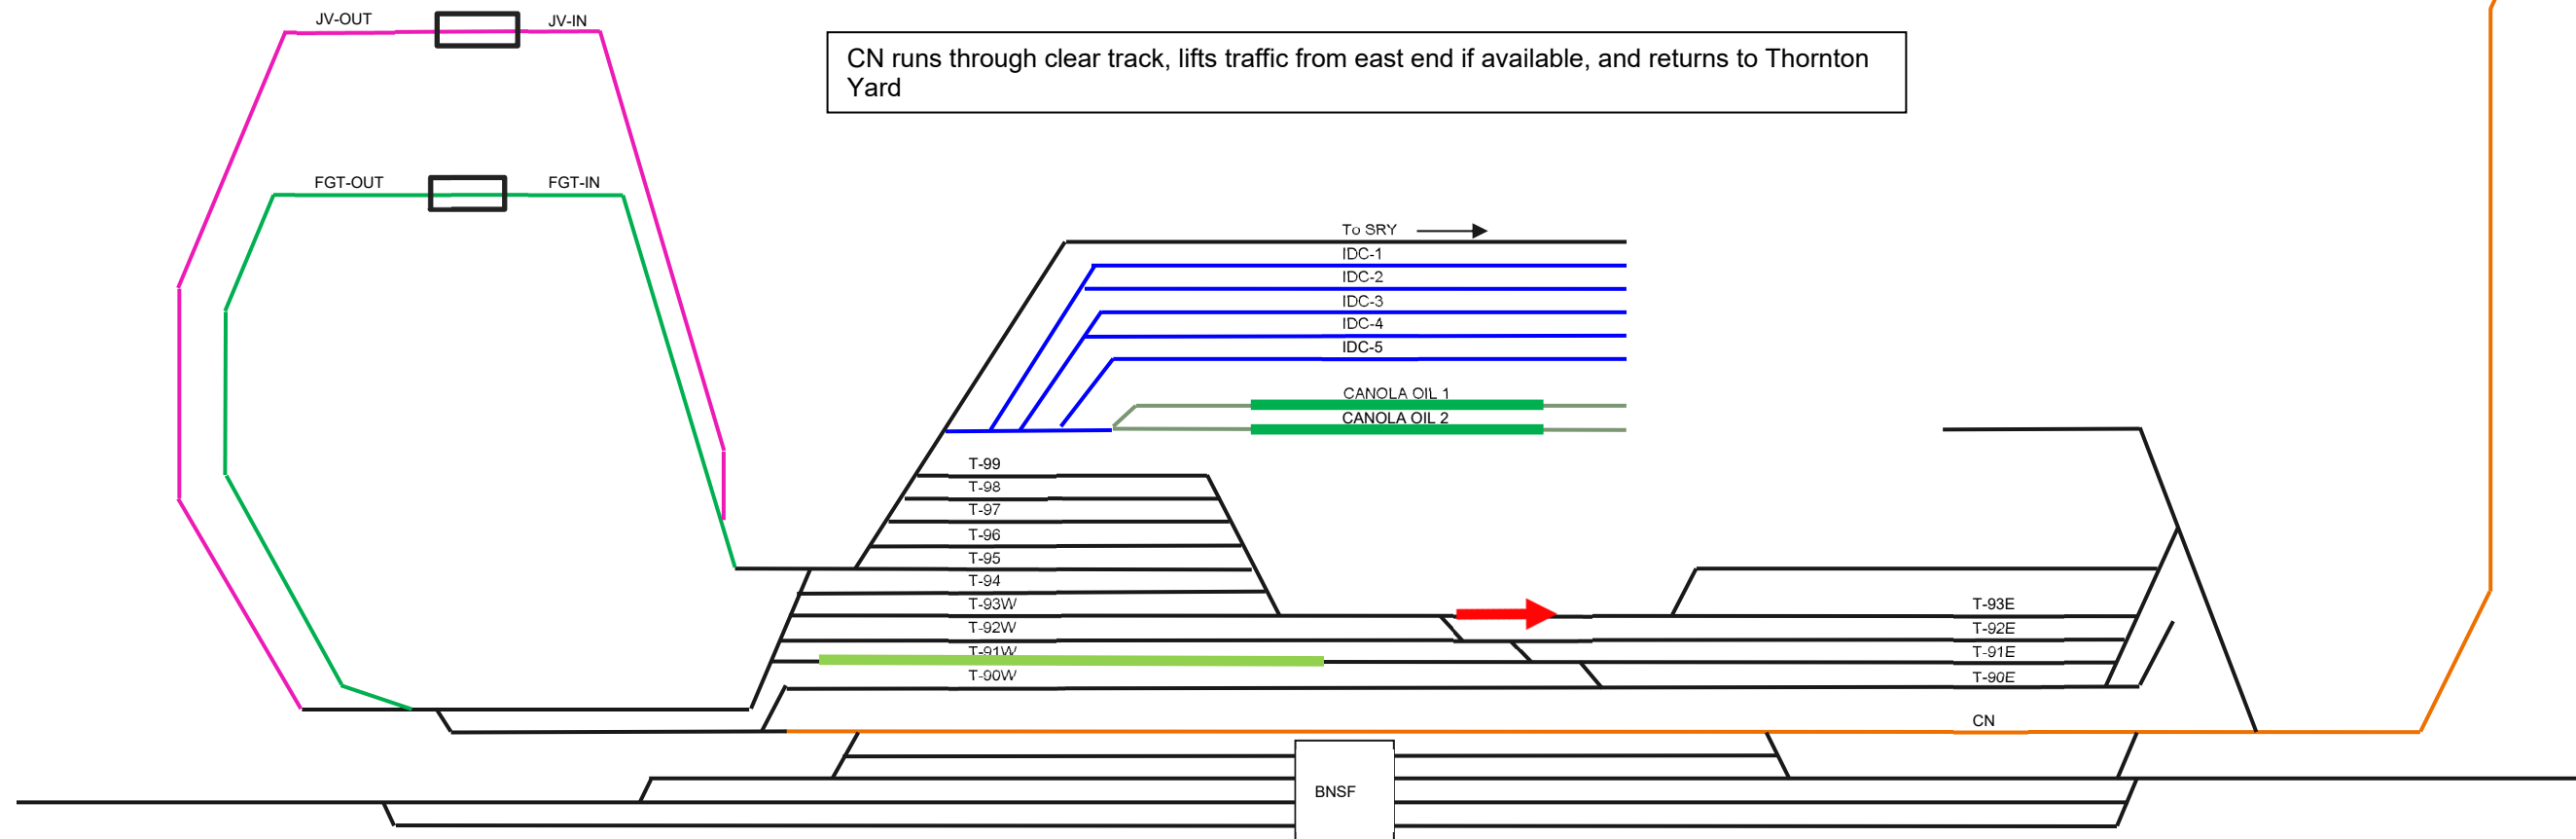 JV-OUT
JV-IN
CN runs through clear track, lifts traffic from east end if available, and returns to Thornton
Yard
FGT-OUT
FGT-IN
To SRY
IDC-1
IDC-2
IDC-3
IDC-4
IDC-5
CANOLA OIL 1
CANOLA OIL 2
T-99
T-98
T-97
T-96
T-95
T-94
T-93W
T-93E
T-92W
T-92E
T-91W
T-91E
T-90W
T-90E
CN
BNSF